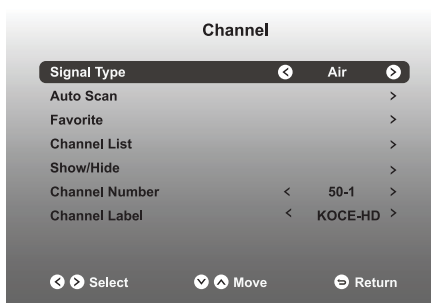 Channel
Signal Type < Air >
Auto Scan >
Favorite >
Channel List >
Show/Hide >
Channel Number < 50-1 >
Channel Label < KOCE-HD >
< > Select Move Return